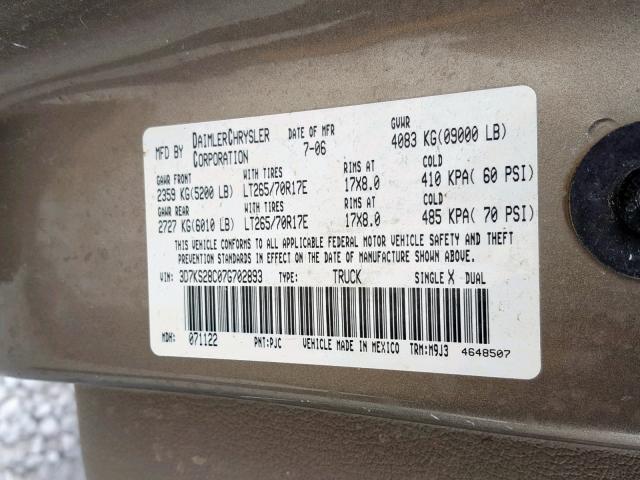 MFD BY DAIMLERCHRYSLER CORPORATION DATE OF MFR 7-06 GVWR 4083 KG(09000 LB)
GAWR FRONT WITH TIRES RIMS AT COLD
2359 KG(5200 LB) LT265/70R17E 17X8.0 410 KPA( 60 PSI)
GAWR REAR WITH TIRES RIMS AT COLD
2727 KG(6010 LB) LT265/70R17E 17X8.0 485 KPA( 70 PSI)
THIS VEHICLE CONFORMS TO ALL APPLICABLE FEDERAL MOTOR VEHICLE SAFETY AND THEFT
PREVENTION STANDARDS IN EFFECT ON THE DATE OF MANUFACTURE SHOWN ABOVE.
VIN: 3D7KS28C07G702893 TYPE: TRUCK SINGLE X DUAL
MDH: 071122 PNT:PJC VEHICLE MADE IN MEXICO TRM:M9J3 4648507